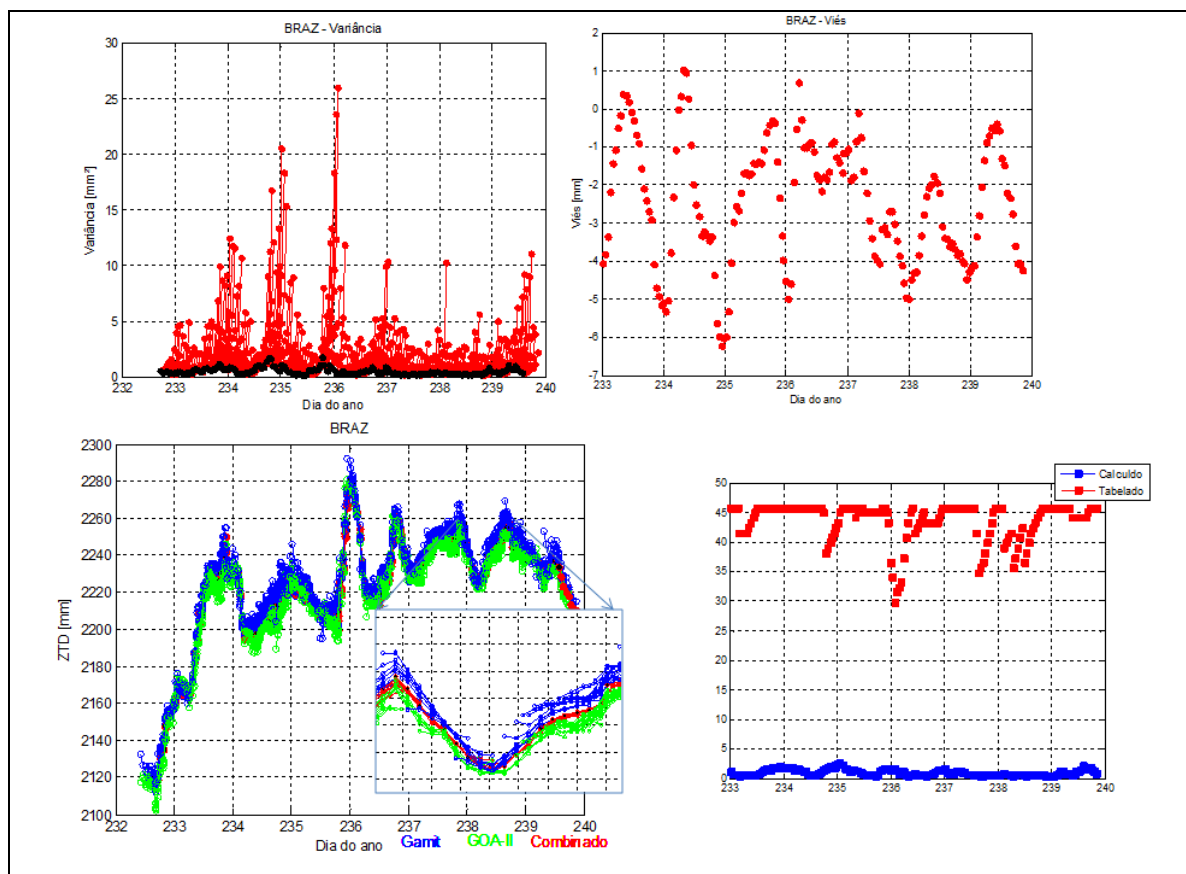 BRAZ - Variância
30
25
20
15
10
5
0
Variância [mm²]
232 233 234 235 236 237 238 239 240
Dia do ano
BRAZ - Viés
2
1
0
-1
-2
-3
-4
-5
-6
-7
Viés [mm]
233 234 235 236 237 238 239 240
Dia do ano
BRAZ
2300
2280
2260
2240
2220
2200
2180
2160
2140
2120
2100
ZTD [mm]
232 233 234 235 236 237 238 239 240
Dia do ano
Gamit GOA-II Combinado
Calculdo
Tabelado
50
45
40
35
30
25
20
15
10
5
0
233 234 235 236 237 238 239 240